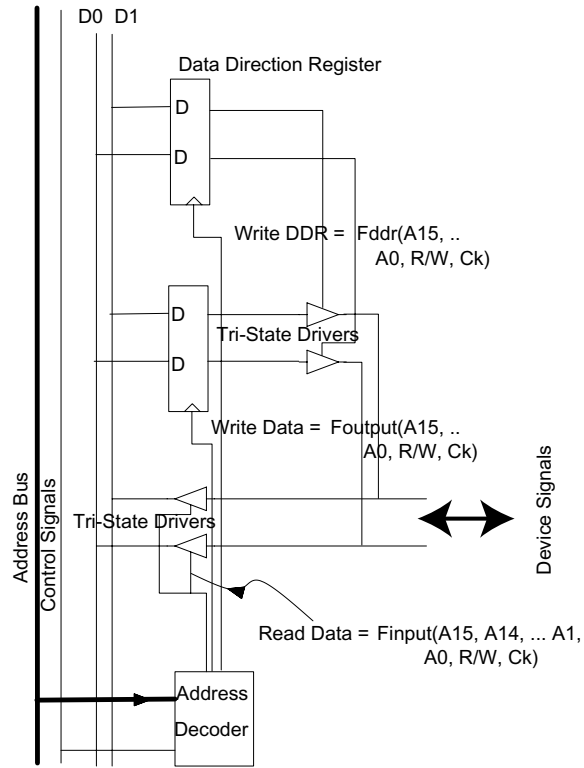 D0 D1
Data Direction Register
D
D
Write DDR = Fddr(A15, ..
A0, R/W, Ck)
D
Tri-State Drivers
D
Write Data = Foutput(A15, ..
A0, R/W, Ck)
Tri-State Drivers
Address Bus
Control Signals
Device Signals
Read Data = Finput(A15, A14, ... A1,
A0, R/W, Ck)
Address
Decoder